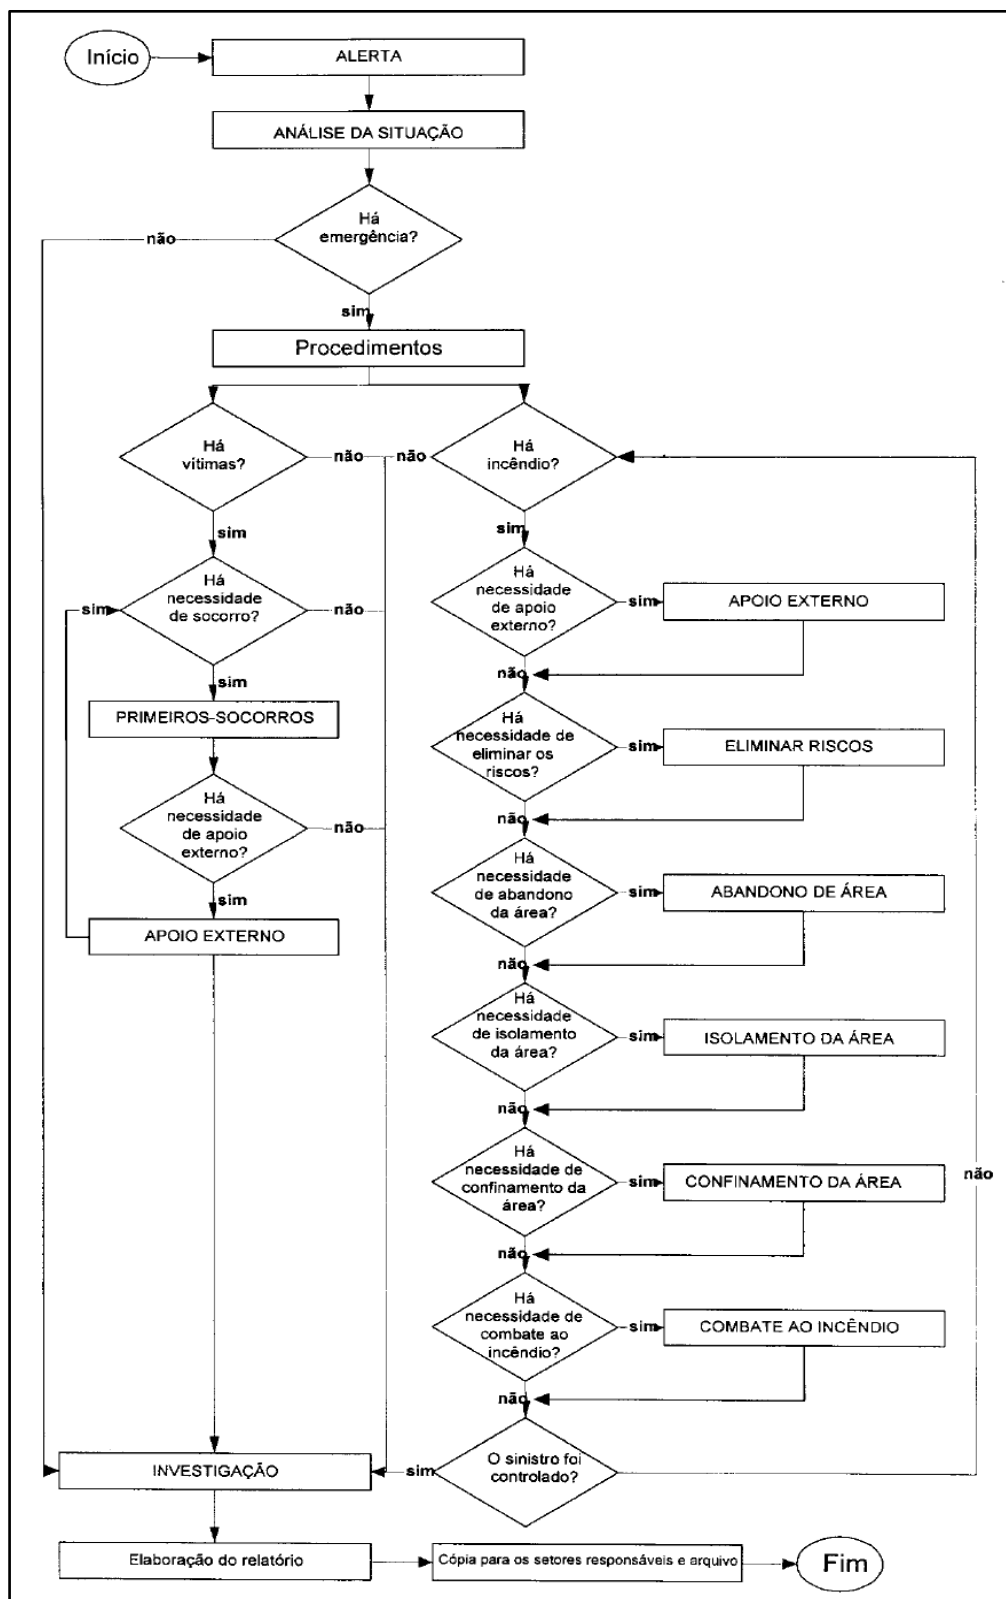 Início
ALERTA
ANÁLISE DA SITUAÇÃO
Há
emergência?
não
sim
Procedimentos
Há
vítimas?
não
sim
Há
necessidade
de socorro?
sim
não
sim
PRIMEIROS-SOCORROS
Há
necessidade
de apoio
externo?
não
sim
APOIO EXTERNO
não
Há
incêndio?
sim
Há
necessidade
de apoio
externo?
sim
APOIO EXTERNO
não
Há
necessidade de
eliminar os
riscos?
sim
ELIMINAR RISCOS
não
Há
necessidade
de abandono
da área?
sim
ABANDONO DE ÁREA
não
Há
necessidade
de isolamento
da área?
sim
ISOLAMENTO DA ÁREA
não
Há
necessidade de
confinamento da
área?
sim
CONFINAMENTO DA ÁREA
não
não
Há
necessidade de
combate ao
incêndio?
sim
COMBATE AO INCÊNDIO
não
O sinistro foi
controlado?
sim
INVESTIGAÇÃO
Elaboração do relatório
Cópia para os setores responsáveis e arquivo
Fim